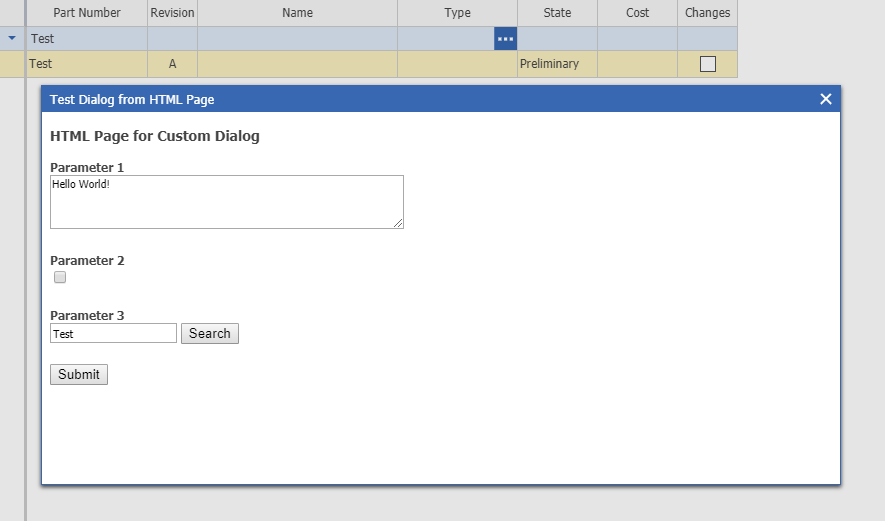 Part Number Revision Name Type State Cost Changes
Test
Test A Preliminary
Test Dialog from HTML Page
HTML Page for Custom Dialog
Parameter 1
Hello World!
Parameter 2
Parameter 3
Test Search
Submit